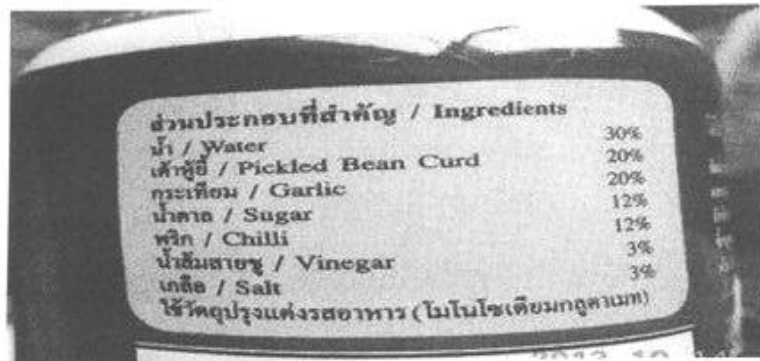 ส่วนประกอบที่สำคัญ / Ingredients
น้ำ / Water 30%
เต้าหู้ยี้ / Pickled Bean Curd 20%
กระเทียม / Garlic 20%
น้ำตาล / Sugar 12%
พริก / Chilli 12%
น้ำส้มสายชู / Vinegar 3%
เกลือ / Salt 3%
ใช้วัตถุปรุงแต่งรสอาหาร (โมโนโซเดียมกลูตาเมท)